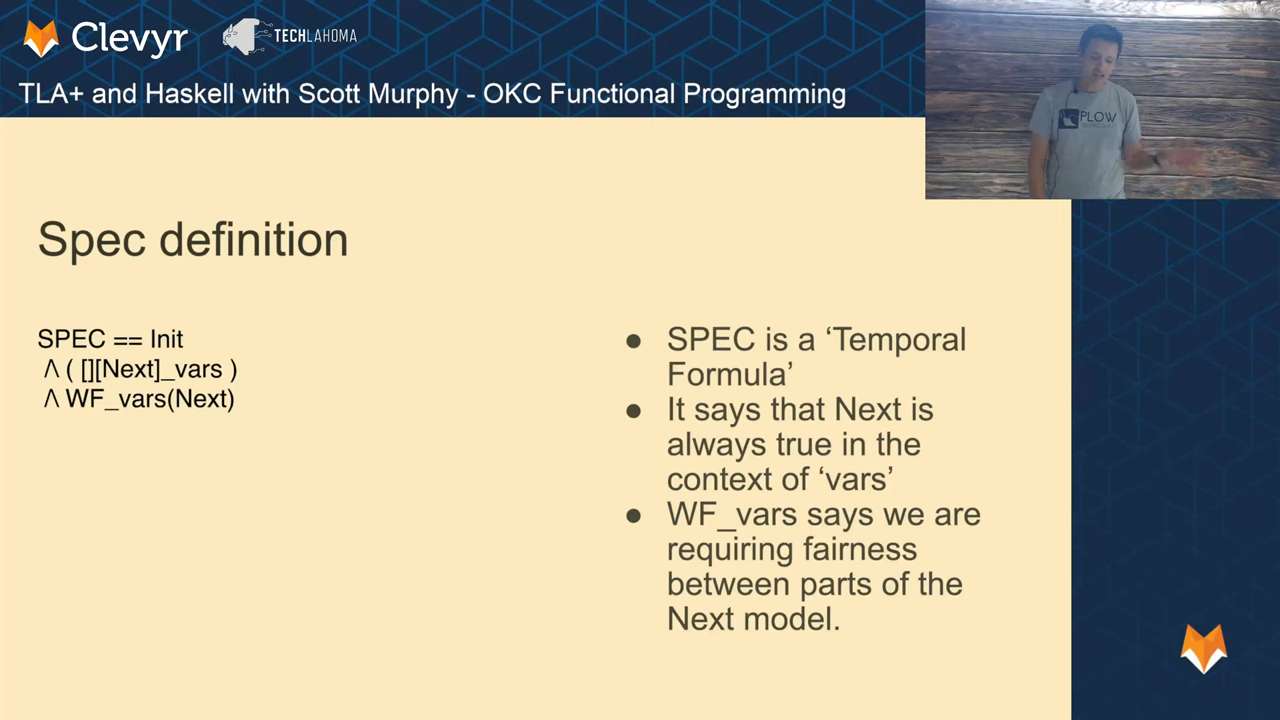 Clevyr
TECHLAHOMA
TLA+ and Haskell with Scott Murphy - OKC Functional Programming
PLOW
Spec definition
SPEC == Init
/\ ( [][Next]_vars )
/\ WF_vars(Next)
● SPEC is a ‘Temporal
Formula’
● It says that Next is
always true in the
context of ‘vars’
● WF_vars says we are
requiring fairness
between parts of the
Next model.